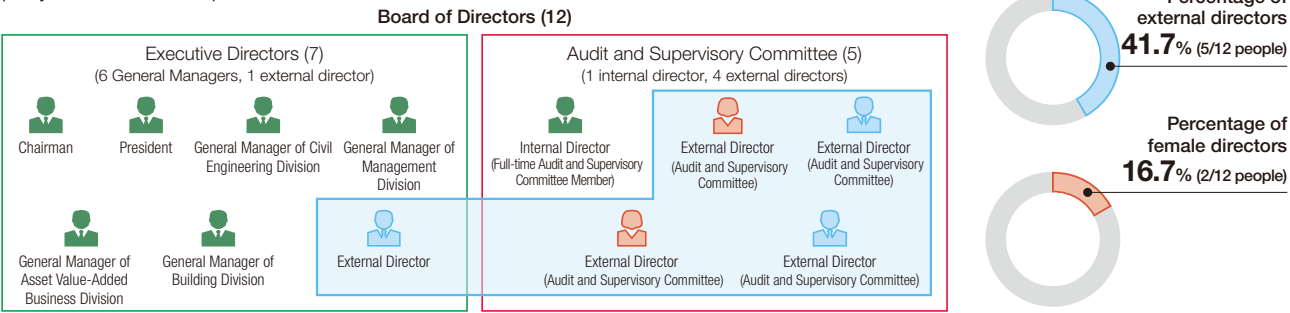 Board of Directors (12)
Executive Directors (7)
(6 General Managers, 1 external director)
Chairman
President
General Manager of Civil
Engineering Division
General Manager of
Management
Division
General Manager of
Asset Value-Added
Business Division
General Manager of
Building Division
External Director
Audit and Supervisory Committee (5)
(1 internal director, 4 external directors)
Internal Director
(Full-time Audit and Supervisory
Committee Member)
External Director
(Audit and Supervisory
Committee)
External Director
(Audit and Supervisory
Committee)
External Director
(Audit and Supervisory Committee)
External Director
(Audit and Supervisory Committee)
Percentage of
external directors
41.7% (5/12 people)
Percentage of
female directors
16.7% (2/12 people)